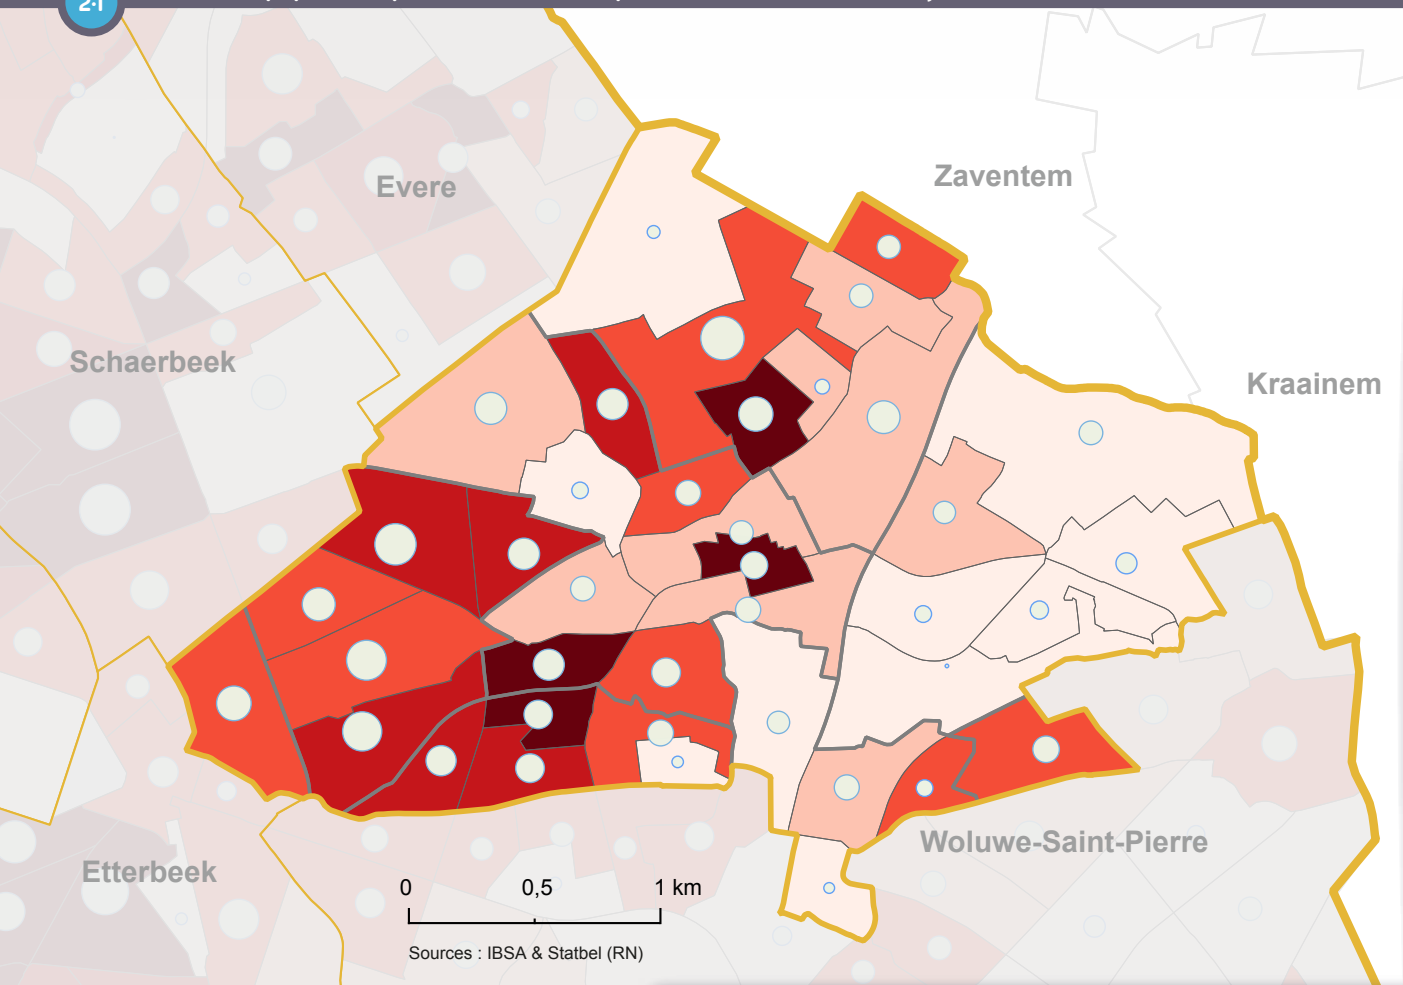 2.1
Zaventem
Evere
Schaerbeek
Kraainem
Woluwe-Saint-Pierre
Etterbeek
0 0,5 1 km
Sources : IBSA & Statbel (RN)